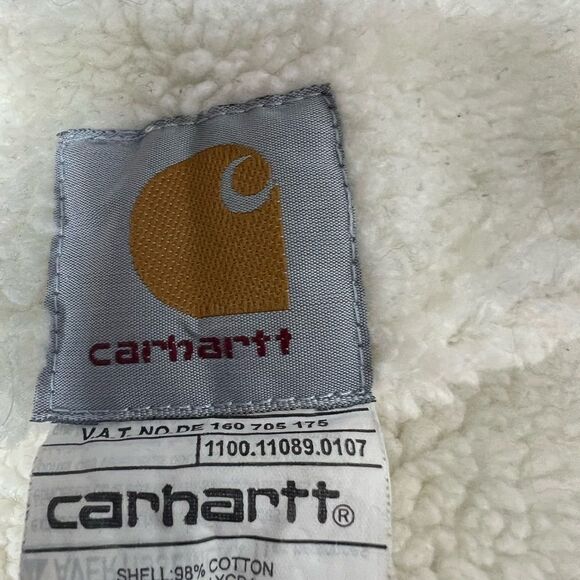 carhartt
V.A.T. NO DE 160 705 175
1100.11089.0107
carhartt®
SHELL:98% COTTON